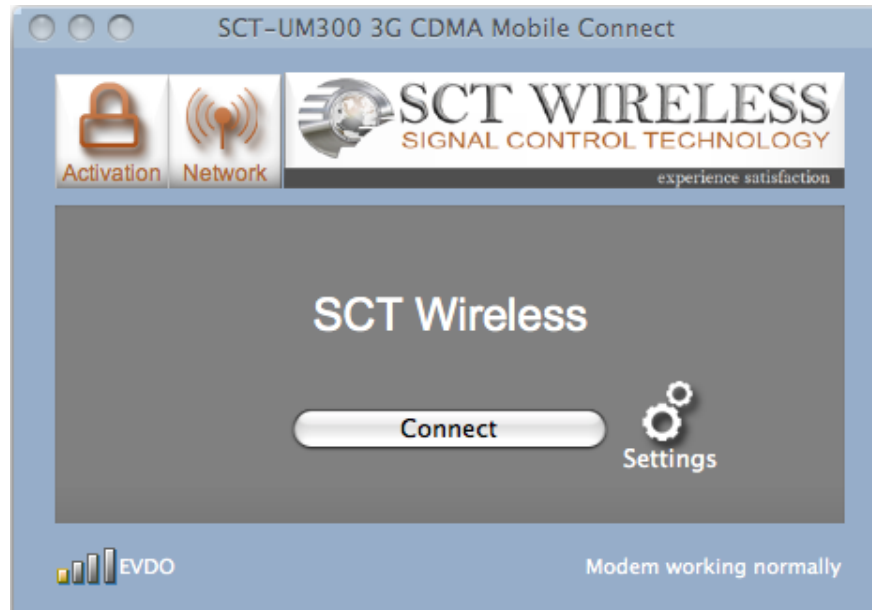 SCT-UM300 3G CDMA Mobile Connect
Activation
Network
SCT WIRELESS
SIGNAL CONTROL TECHNOLOGY
experience satisfaction
SCT Wireless
Connect
Settings
EVDO
Modem working normally